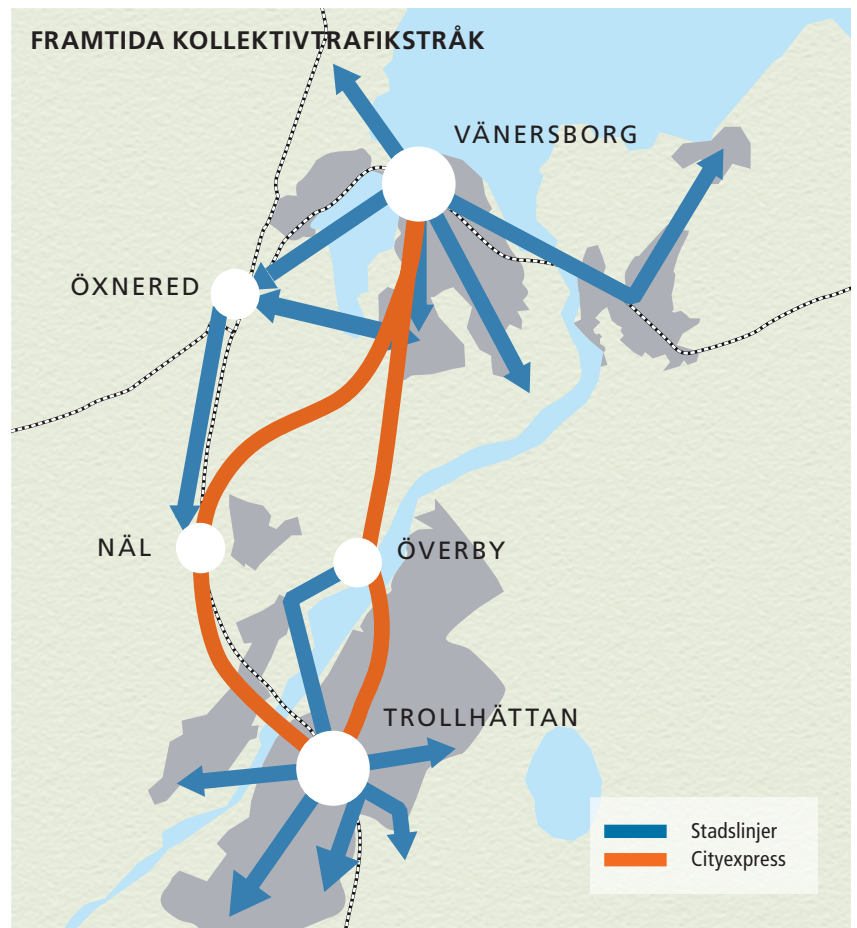 FRAMTIDA KOLLEKTIVTRAFIKSTRÅK
VÄNERSBORG
ÖXNERED
NÄL
ÖVERBY
TROLLHÄTTAN
Stadslinjer
Cityexpress